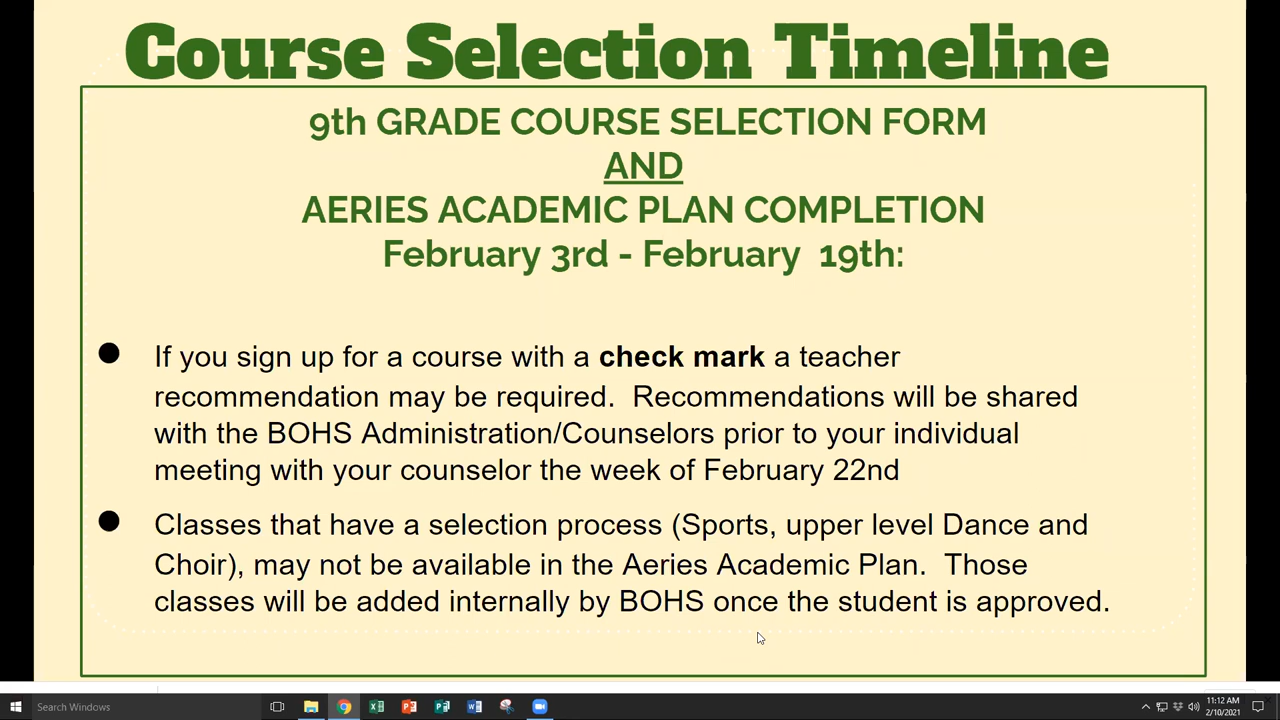 Course Selection Timeline
9th GRADE COURSE SELECTION FORM
AND
AERIES ACADEMIC PLAN COMPLETION
February 3rd - February 19th:
If you sign up for a course with a check mark a teacher
recommendation may be required. Recommendations will be shared
with the BOHS Administration/Counselors prior to your individual
meeting with your counselor the week of February 22nd
Classes that have a selection process (Sports, upper level Dance and
Choir), may not be available in the Aeries Academic Plan. Those
classes will be added internally by BOHS once the student is approved.
Search Windows
11:12 AM
2/10/2021